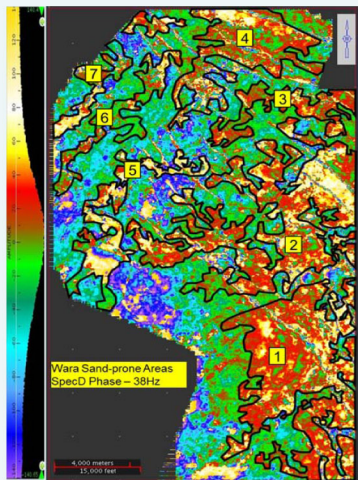 4
7
3
6
5
2
1
Wara Sand-prone Areas
SpecD Phase – 38Hz
4,000 meters
15,000 feet